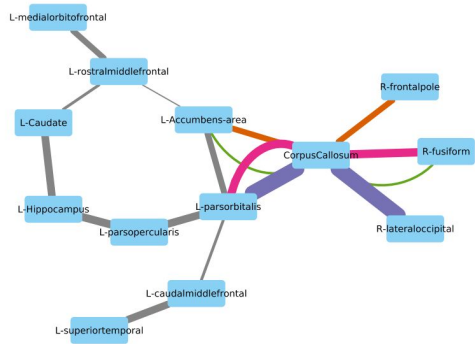 L-medialorbitofrontal
L-rostralmiddlefrontal
R-frontalpole
L-Caudate
L-Accumbens-area
CorpusCallosum
R-fusiform
L-Hippocampus
L-parsorbitalis
L-parsopercularis
R-lateraloccipital
L-caudalmiddlefrontal
L-superiortemporal